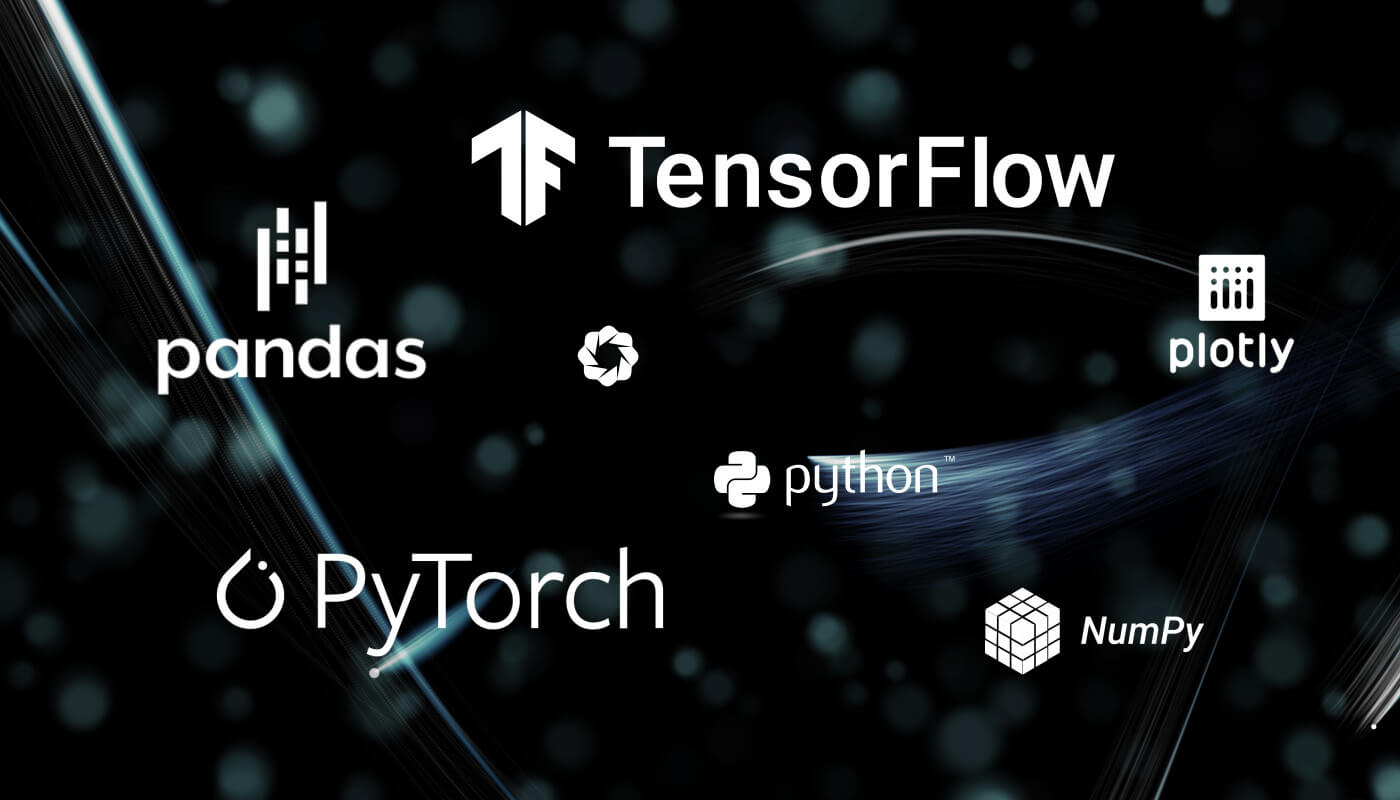 TensorFlow
pandas
plotly
python™
PyTorch
NumPy